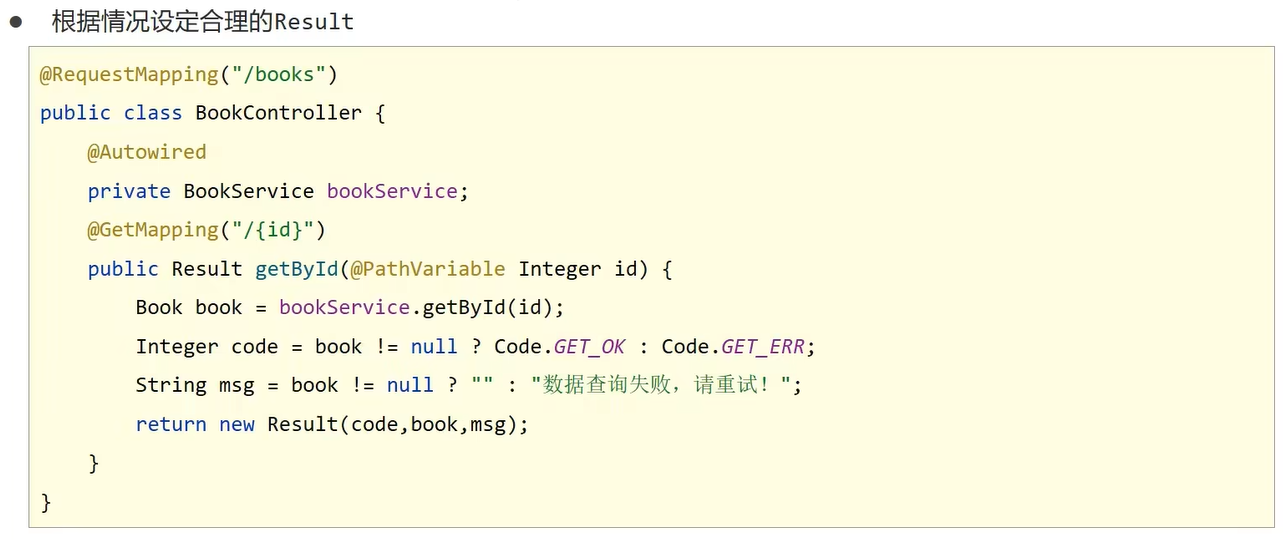 ● 根据情况设定合理的Result
@RequestMapping("/books")
public class BookController {
    @Autowired
    private BookService bookService;
    @GetMapping("/{id}")
    public Result getById(@PathVariable Integer id) {
        Book book = bookService.getById(id);
        Integer code = book != null ? Code.GET_OK : Code.GET_ERR;
        String msg = book != null ? "" : "数据查询失败，请重试！";
        return new Result(code,book,msg);
    }
}